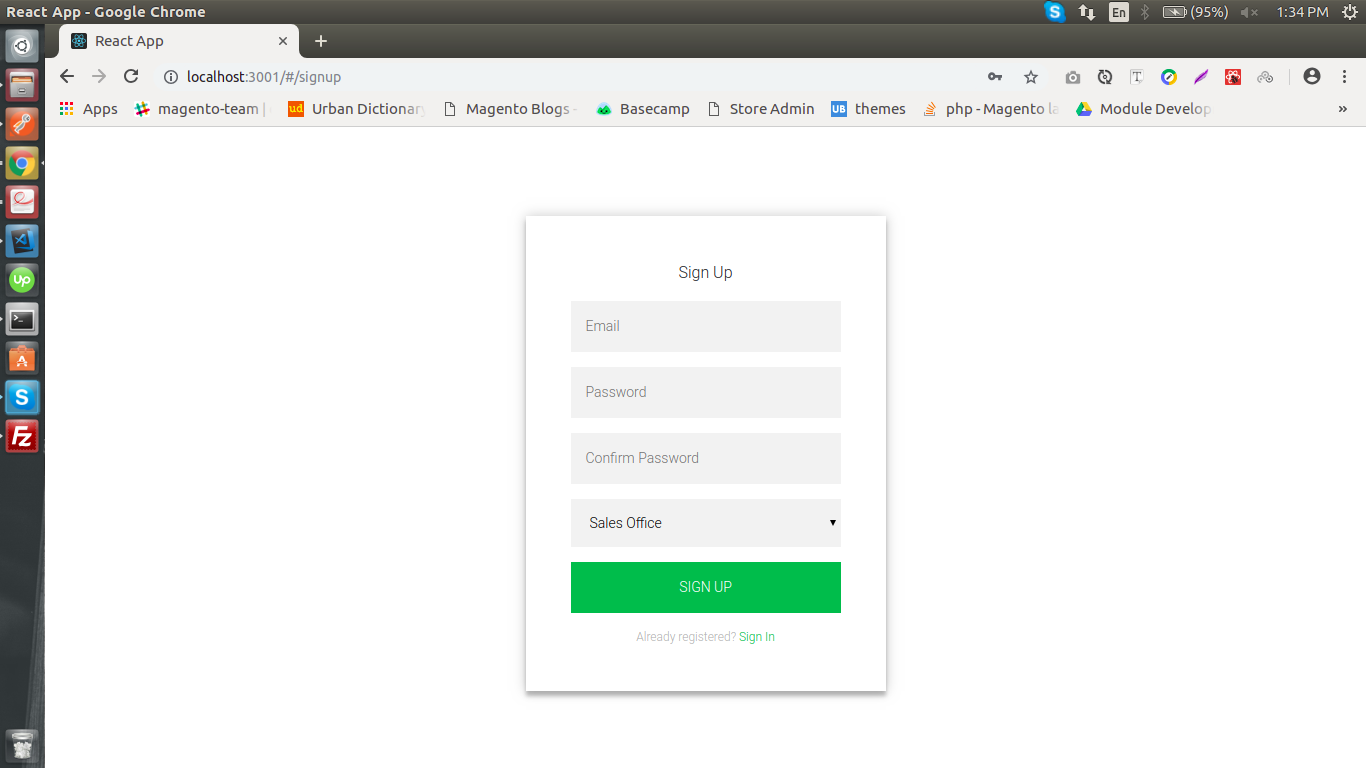 React App - Google Chrome
En (95%) 1:34 PM
React App
localhost:3001/#/signup
Apps magento-team | ud Urban Dictionary Magento Blogs - Basecamp Store Admin UB themes php - Magento la Module Develop »
Sign Up
Email
Password
Confirm Password
Sales Office
SIGN UP
Already registered? Sign In